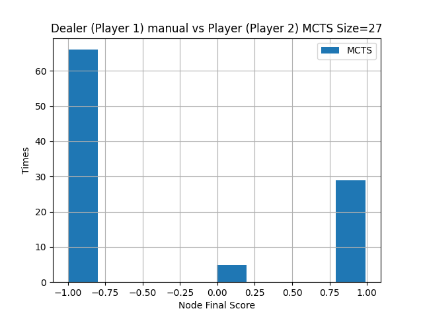 Dealer (Player 1) manual vs Player (Player 2) MCTS Size=27
MCTS
Times
60
50
40
30
20
10
0
−1.00 −0.75 −0.50 −0.25 0.00 0.25 0.50 0.75 1.00
Node Final Score